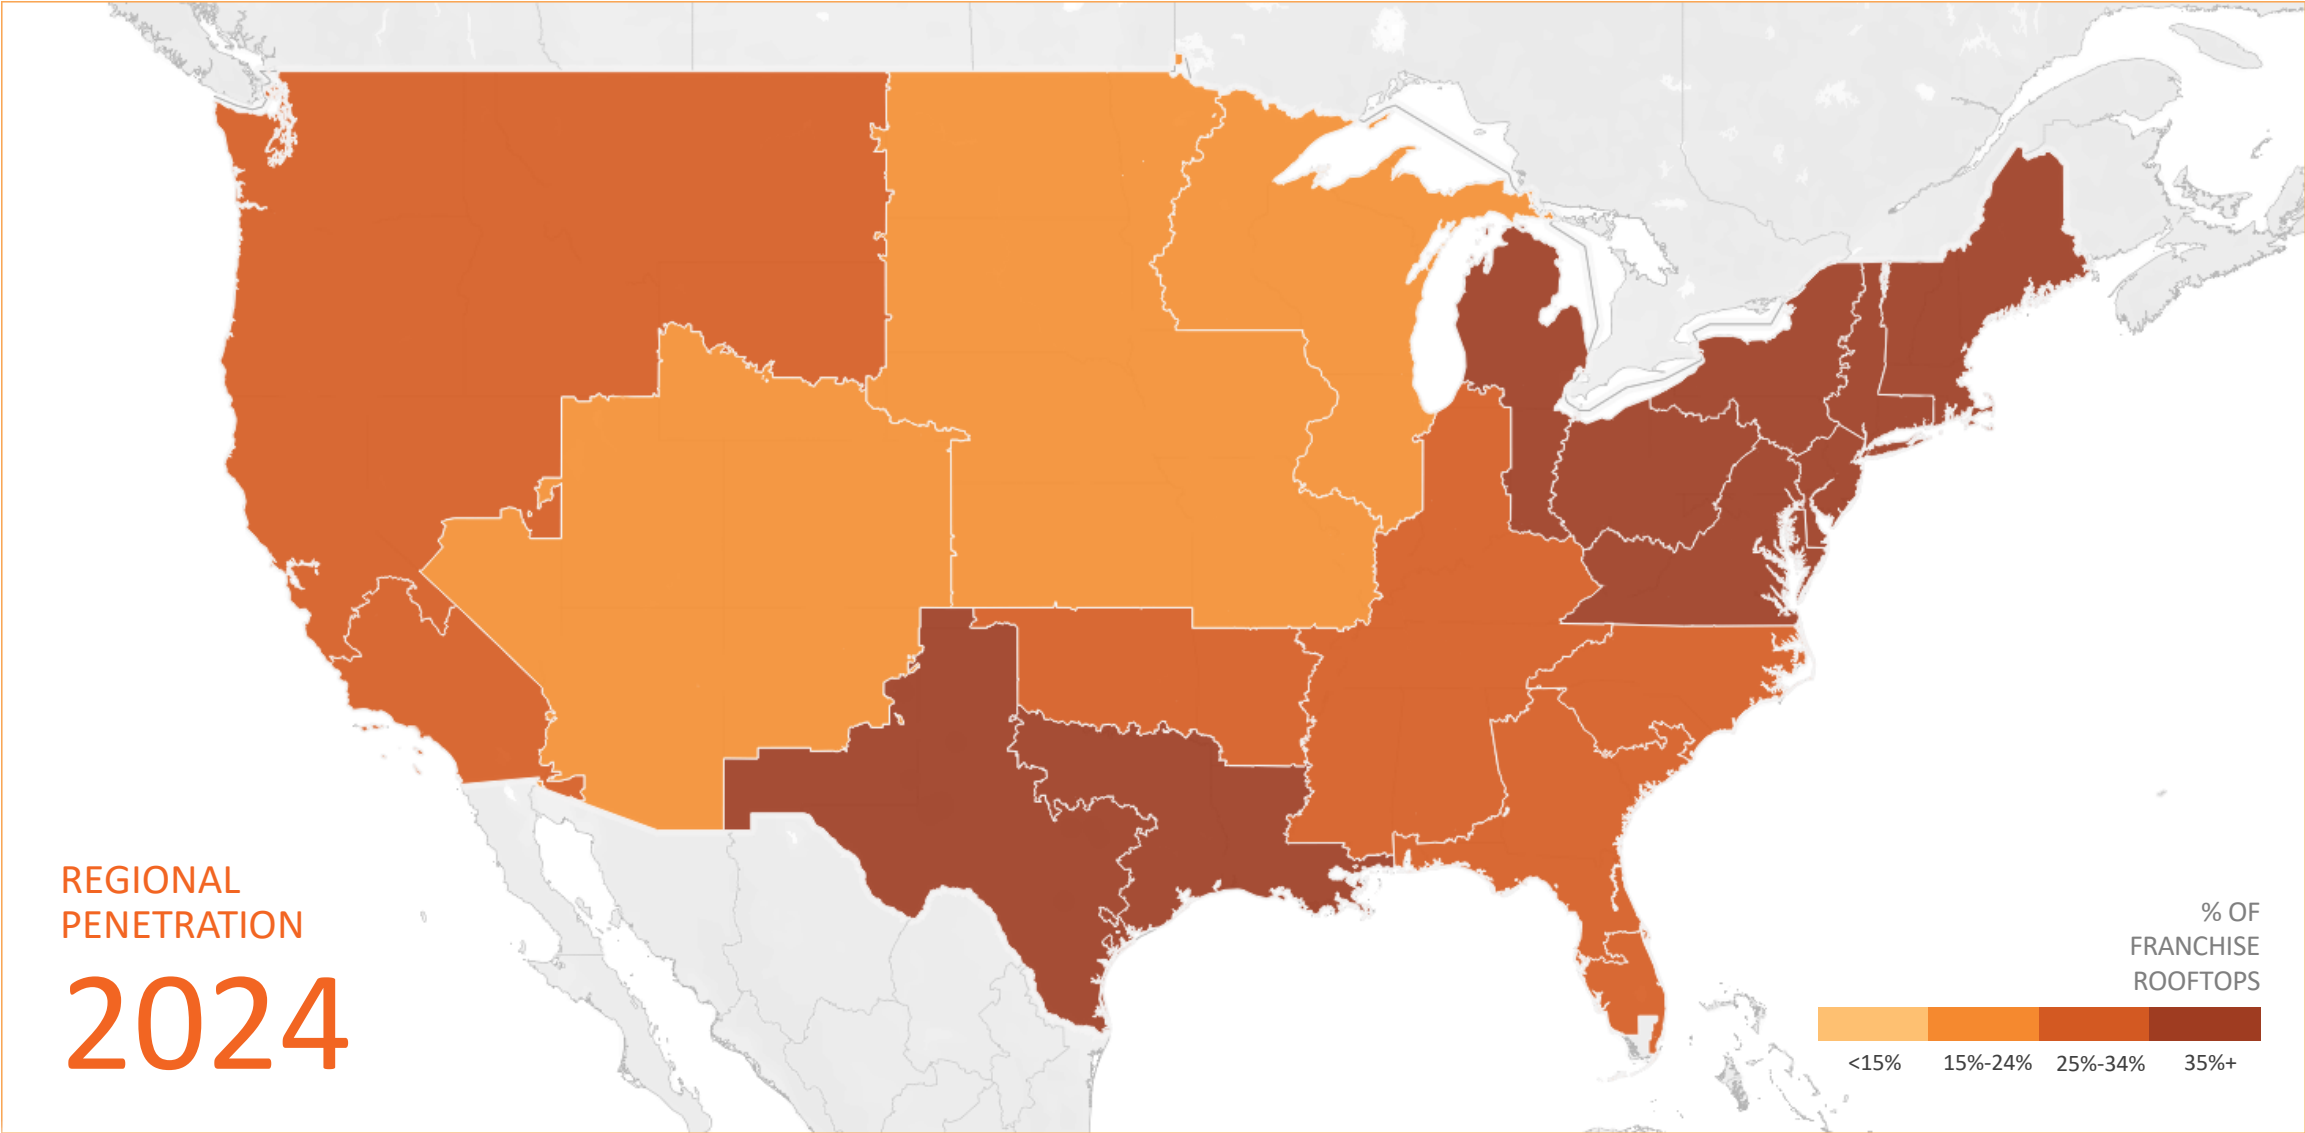 REGIONAL
PENETRATION
2024
% OF
FRANCHISE
ROOFTOPS
<15% 15%-24% 25%-34% 35%+